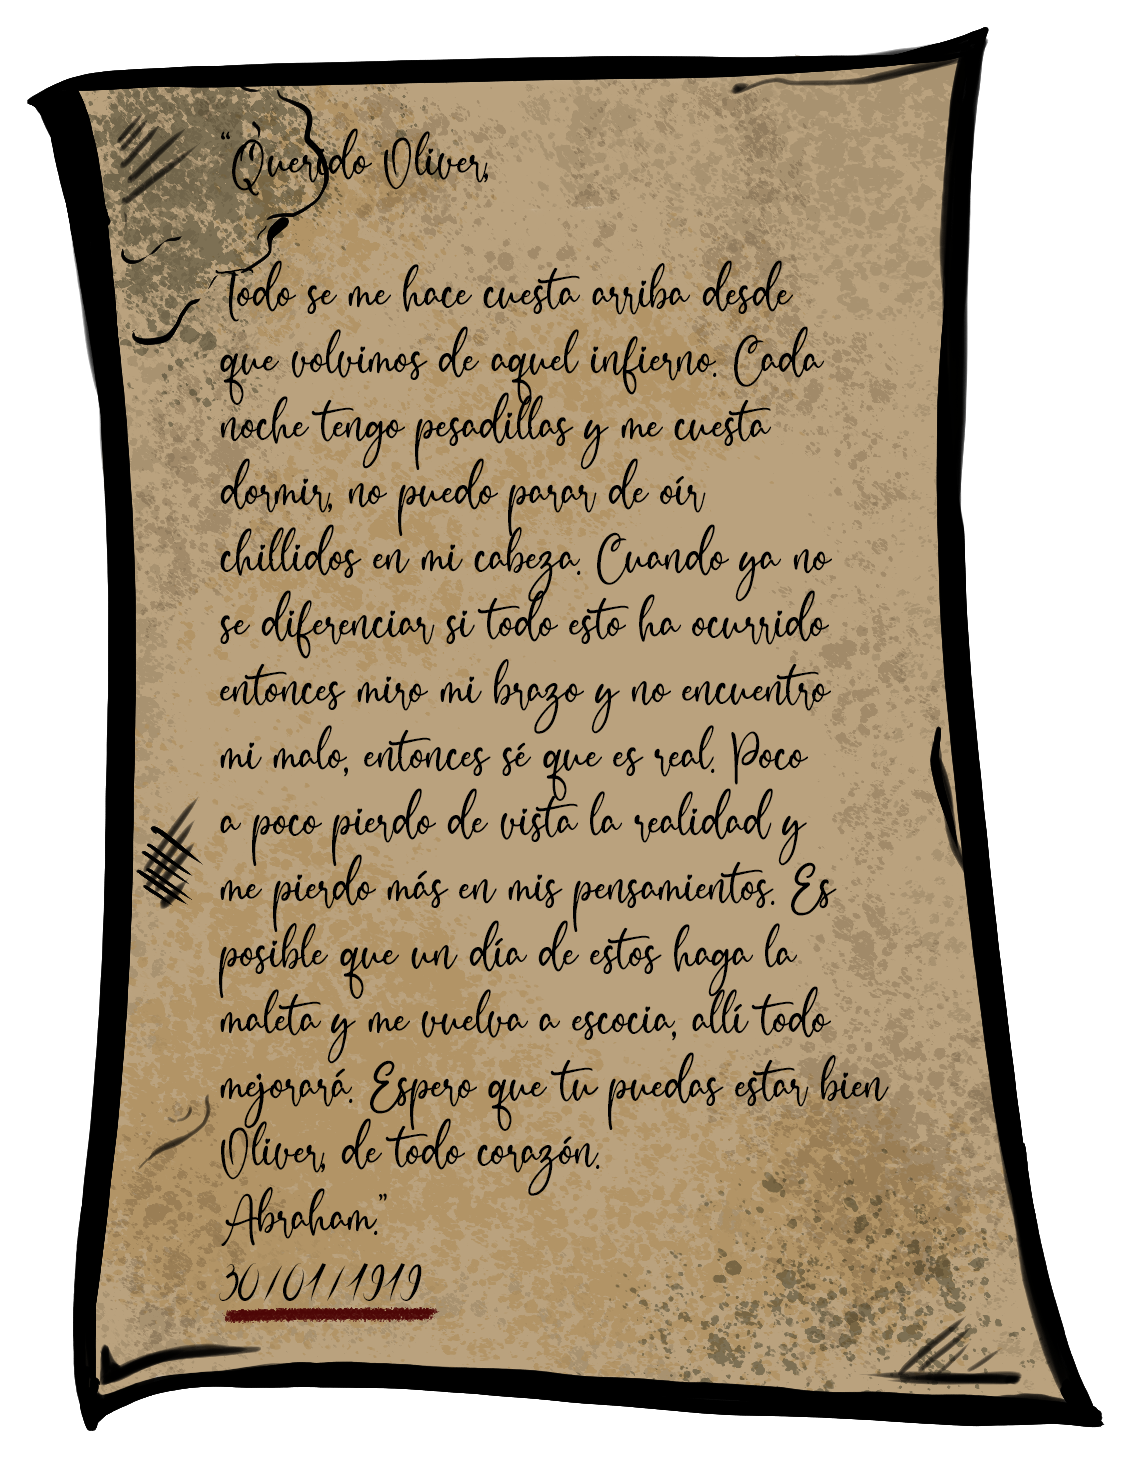 “Querido Oliver,
Todo se me hace cuesta arriba desde
que volvimos de aquel infierno. Cada
noche tengo pesadillas y me cuesta
dormir, no puedo parar de oír
chillidos en mi cabeza. Cuando ya no
se diferenciar si todo esto ha ocurrido
entonces miro mi brazo y no encuentro
mi malo, entonces sé que es real. Poco
a poco pierdo de vista la realidad y
me pierdo más en mis pensamientos. Es
posible que un día de estos haga la
maleta y me vuelva a escocia, allí todo
mejorará. Espero que tu puedas estar bien
Oliver, de todo corazón.
Abraham.”
30/01/1919